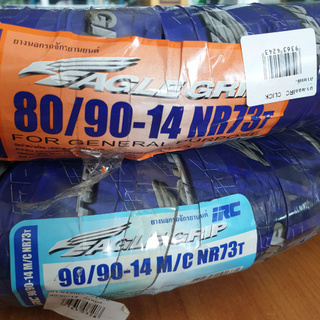 ยางนอกรถจักรยานยนต์
EAGLE GRIP
80/90-14 NR73T
FOR GENERAL PURPOSE
ยางนอกรถจักรยานยนต์ IRC
EAGLE GRIP
90/90-14 M/C NR73T
90/90-14 M/C NR73T